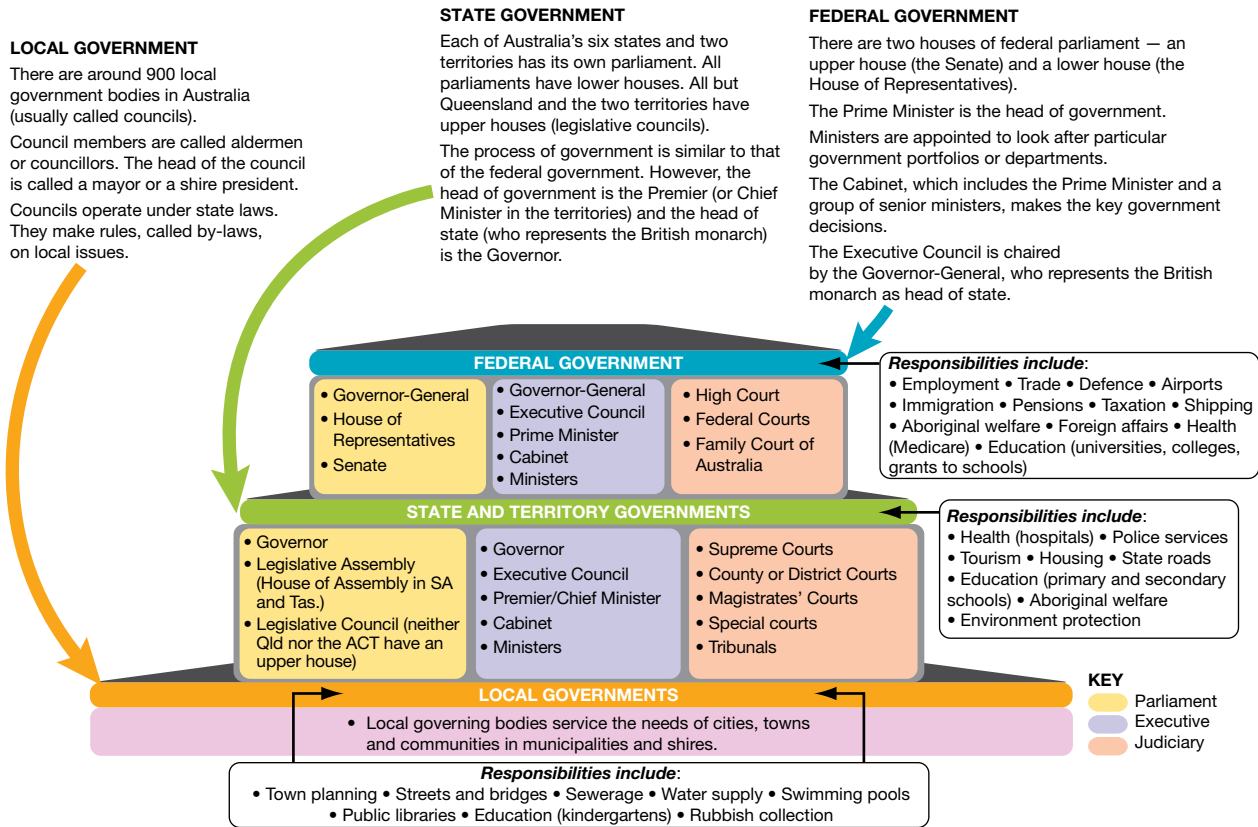 LOCAL GOVERNMENT
There are around 900 local
government bodies in Australia
(usually called councils).
Council members are called aldermen
or councillors. The head of the council
is called a mayor or a shire president.
Councils operate under state laws.
They make rules, called by-laws,
on local issues.
STATE GOVERNMENT
Each of Australia's six states and two
territories has its own parliament. All
parliaments have lower houses. All but
Queensland and the two territories have
upper houses (legislative councils).
The process of government is similar to that
of the federal government. However, the
head of government is the Premier (or Chief
Minister in the territories) and the head of
state (who represents the British monarch)
is the Governor.
FEDERAL GOVERNMENT
There are two houses of federal parliament — an
upper house (the Senate) and a lower house (the
House of Representatives).
The Prime Minister is the head of government.
Ministers are appointed to look after particular
government portfolios or departments.
The Cabinet, which includes the Prime Minister and a
group of senior ministers, makes the key government
decisions.
The Executive Council is chaired
by the Governor-General, who represents the British
monarch as head of state.
FEDERAL GOVERNMENT
• Governor-General
• House of
Representatives
• Senate
• Governor-General
• Executive Council
• Prime Minister
• Cabinet
• Ministers
• High Court
• Federal Courts
• Family Court of
Australia
Responsibilities include:
• Employment • Trade • Defence • Airports
• Immigration • Pensions • Taxation • Shipping
• Aboriginal welfare • Foreign affairs • Health
(Medicare) • Education (universities, colleges,
grants to schools)
STATE AND TERRITORY GOVERNMENTS
• Governor
• Legislative Assembly
(House of Assembly in SA
and Tas.)
• Legislative Council (neither
Qld nor the ACT have an
upper house)
• Governor
• Executive Council
• Premier/Chief Minister
• Cabinet
• Ministers
• Supreme Courts
• County or District Courts
• Magistrates' Courts
• Special courts
• Tribunals
Responsibilities include:
• Health (hospitals) • Police services
• Tourism • Housing • State roads
• Education (primary and secondary
schools) • Aboriginal welfare
• Environment protection
LOCAL GOVERNMENTS
• Local governing bodies service the needs of cities, towns
and communities in municipalities and shires.
Responsibilities include:
• Town planning • Streets and bridges • Sewerage • Water supply • Swimming pools
• Public libraries • Education (kindergartens) • Rubbish collection
KEY
Parliament
Executive
Judiciary